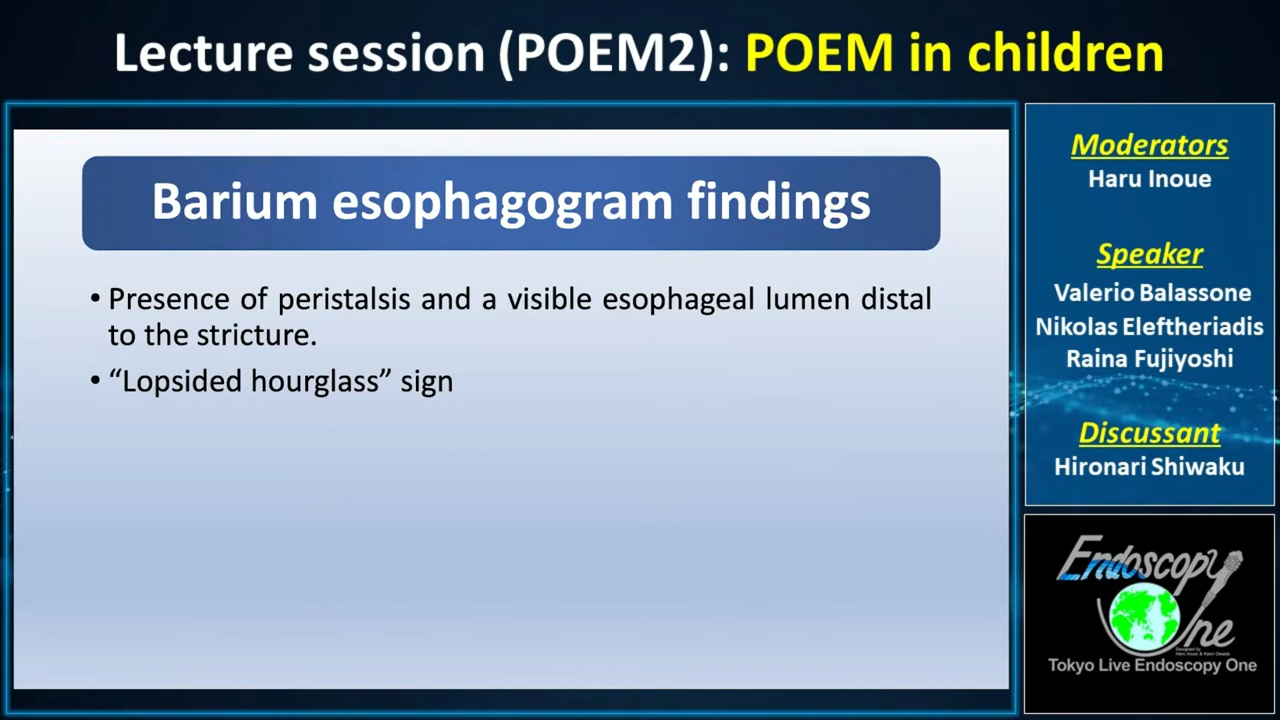 Lecture session (POEM2): POEM in children
Barium esophagogram findings
• Presence of peristalsis and a visible esophageal lumen distal
to the stricture.
• “Lopsided hourglass” sign
Moderators
Haru Inoue
Speaker
Valerio Balassone
Nikolas Eleftheriadis
Raina Fujiyoshi
Discussant
Hironari Shiwaku
Endoscopy
One
Tokyo Live Endoscopy One